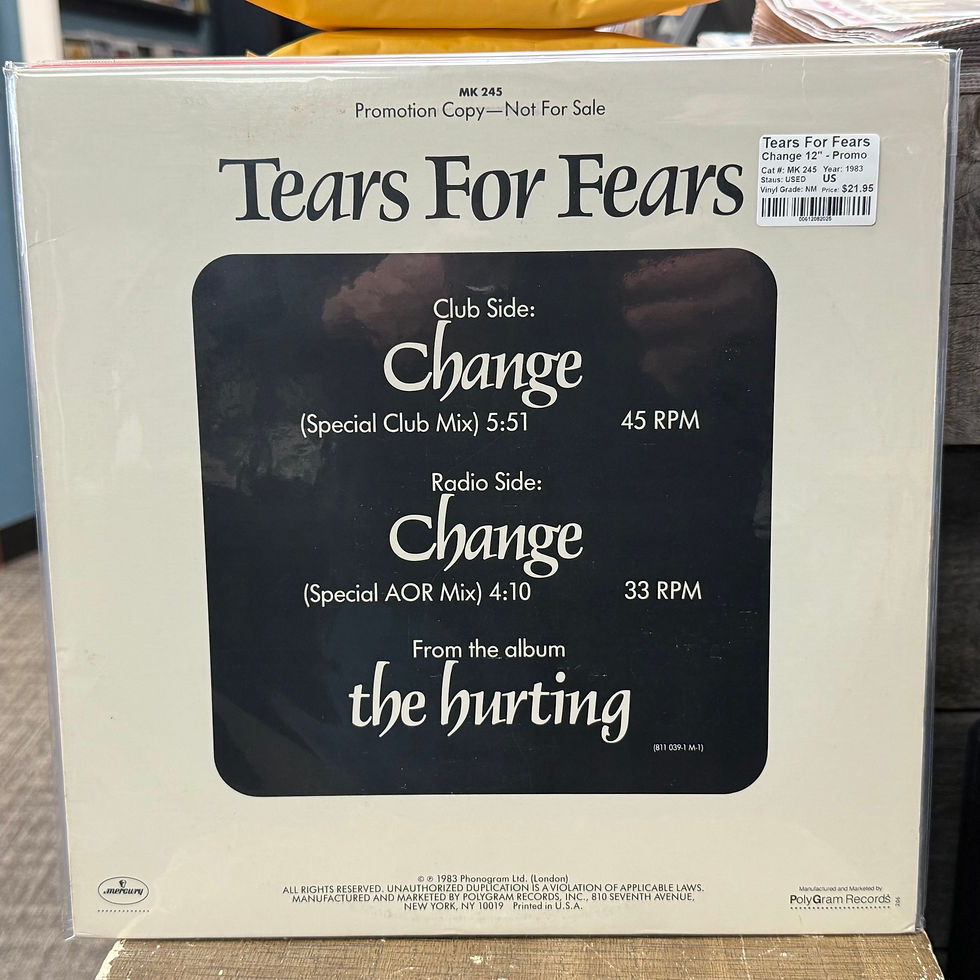 MK 245
Promotion Copy—Not For Sale
Tears For Fears
Tears For Fears
Change 12" - Promo
Cat #: MK 245 Year: 1983
Staus: USED US
Vinyl Grade: NM Price: $21.95
Club Side:
Change
(Special Club Mix) 5:51 45 RPM
Radio Side:
Change
(Special AOR Mix) 4:10 33 RPM
From the album
the hurting
(811 039-1 M-1)
mercury
© ℗ 1983 Phonogram Ltd. (London)
ALL RIGHTS RESERVED. UNAUTHORIZED DUPLICATION IS A VIOLATION OF APPLICABLE LAWS.
MANUFACTURED AND MARKETED BY POLYGRAM RECORDS, INC., 810 SEVENTH AVENUE,
NEW YORK, NY 10019 Printed in U.S.A.
Manufactured and Marketed by
PolyGram Records